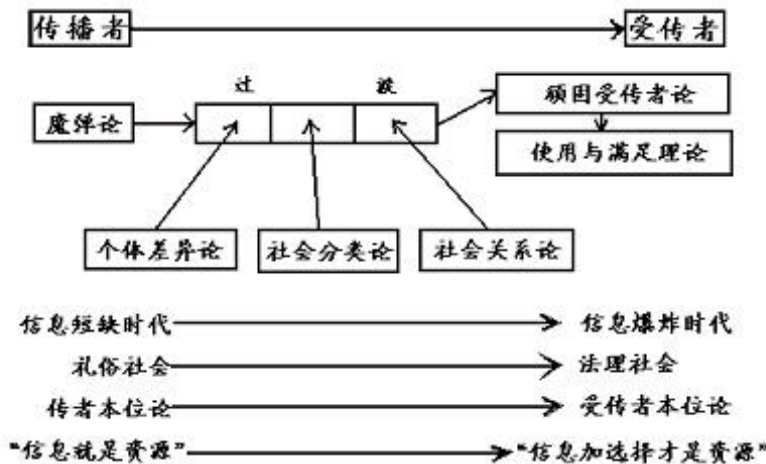 传播者 受传者
过 渡
魔弹论
顽固受传者论
使用与满足理论
个体差异论 社会分类论 社会关系论
信息短缺时代 信息爆炸时代
礼俗社会 法理社会
传者本位论 受传者本位论
“信息就是资源” “信息加选择才是资源”